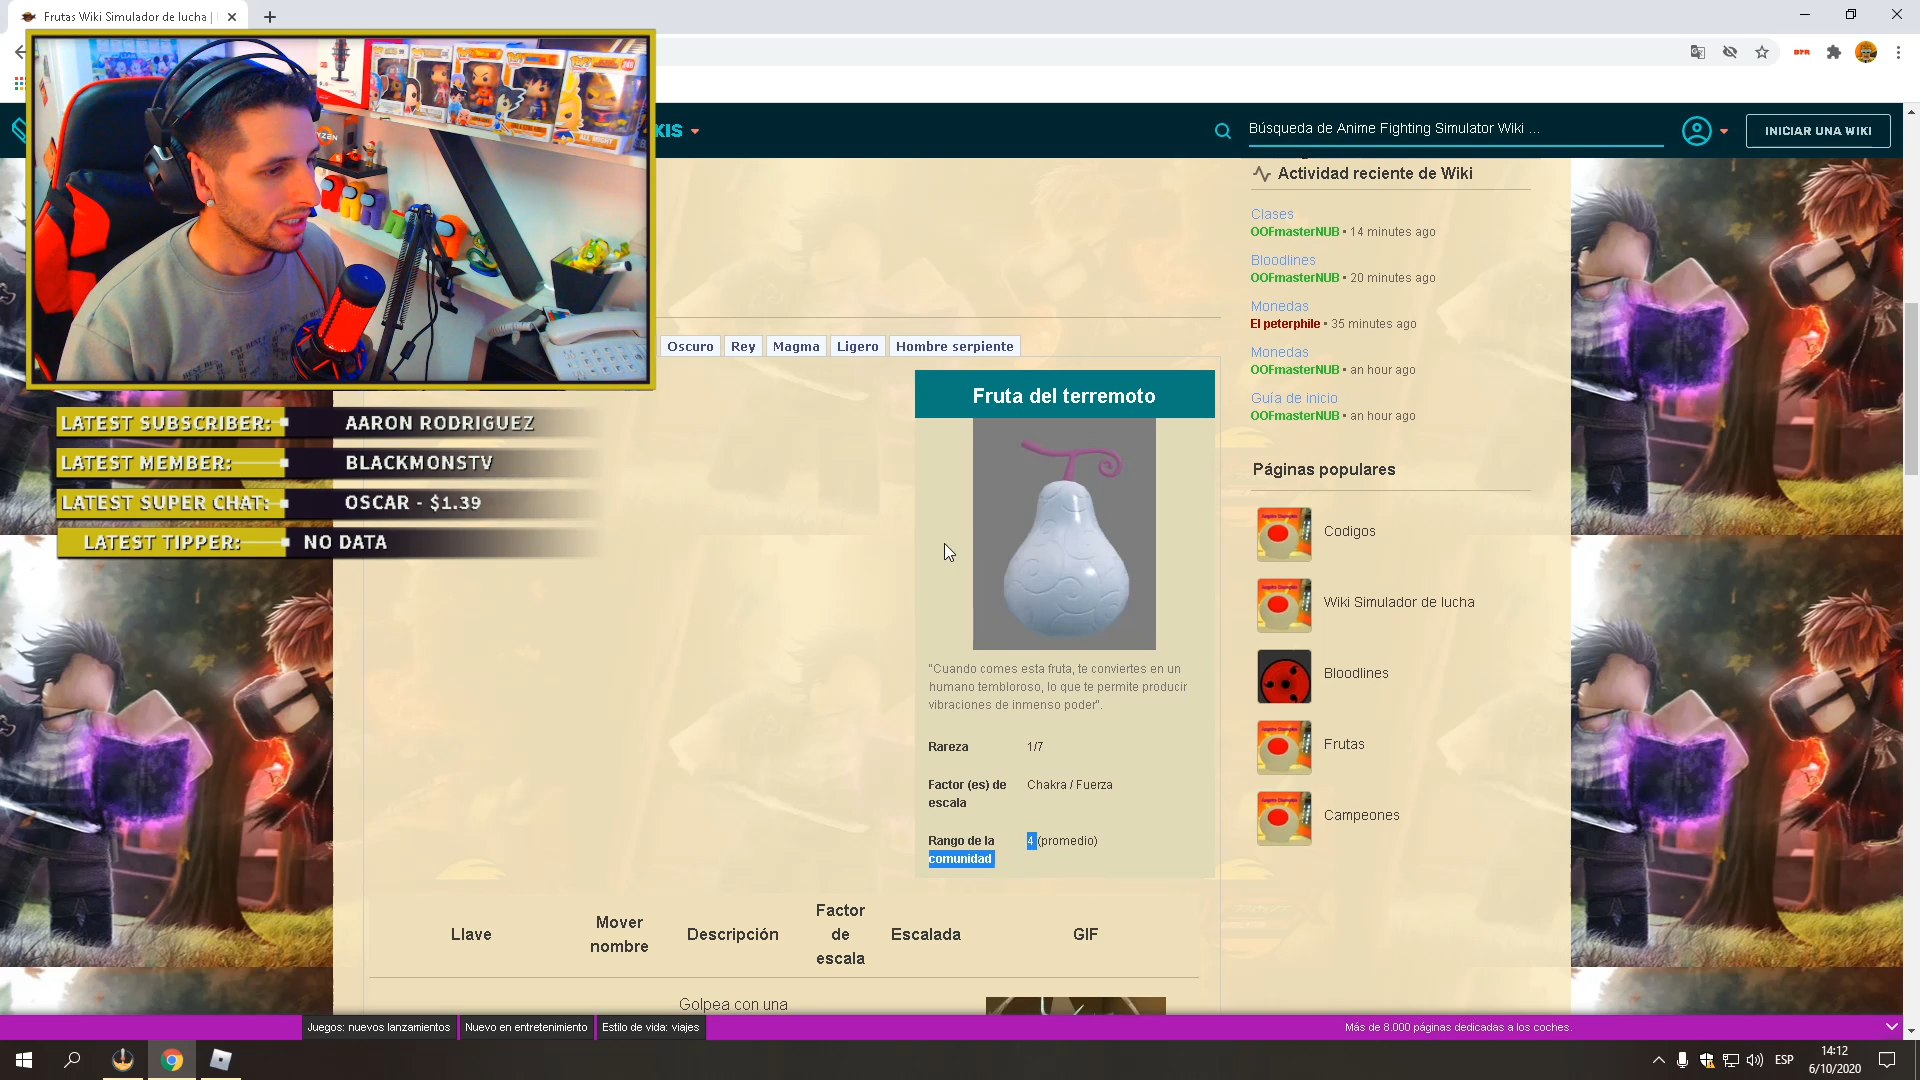 Frutas Wiki Simulador de lucha |
KIS
Búsqueda de Anime Fighting Simulator Wiki ...
INICIAR UNA WIKI
LATEST SUBSCRIBER:
AARON RODRIGUEZ
LATEST MEMBER:
BLACKMONSTV
LATEST SUPER CHAT:
OSCAR - $1.39
LATEST TIPPER:
NO DATA
Oscuro
Rey
Magma
Ligero
Hombre serpiente
Fruta del terremoto
"Cuando comes esta fruta, te conviertes en un
humano tembloroso, lo que te permite producir
vibraciones de inmenso poder".
Rareza
1/7
Factor (es) de
escala
Chakra / Fuerza
Rango de la
comunidad
4 (promedio)
Llave
Mover
nombre
Descripción
Factor
de
escala
Escalada
GIF
Golpea con una
Actividad reciente de Wiki
Clases
OOFmasterNUB • 14 minutes ago
Bloodlines
OOFmasterNUB • 20 minutes ago
Monedas
El peterphile • 35 minutes ago
Monedas
OOFmasterNUB • an hour ago
Guía de inicio
OOFmasterNUB • an hour ago
Páginas populares
Codigos
Wiki Simulador de lucha
Bloodlines
Frutas
Campeones
Juegos: nuevos lanzamientos
Nuevo en entretenimiento
Estilo de vida: viajes
Más de 8.000 páginas dedicadas a los coches.
ESP
14:12
6/10/2020